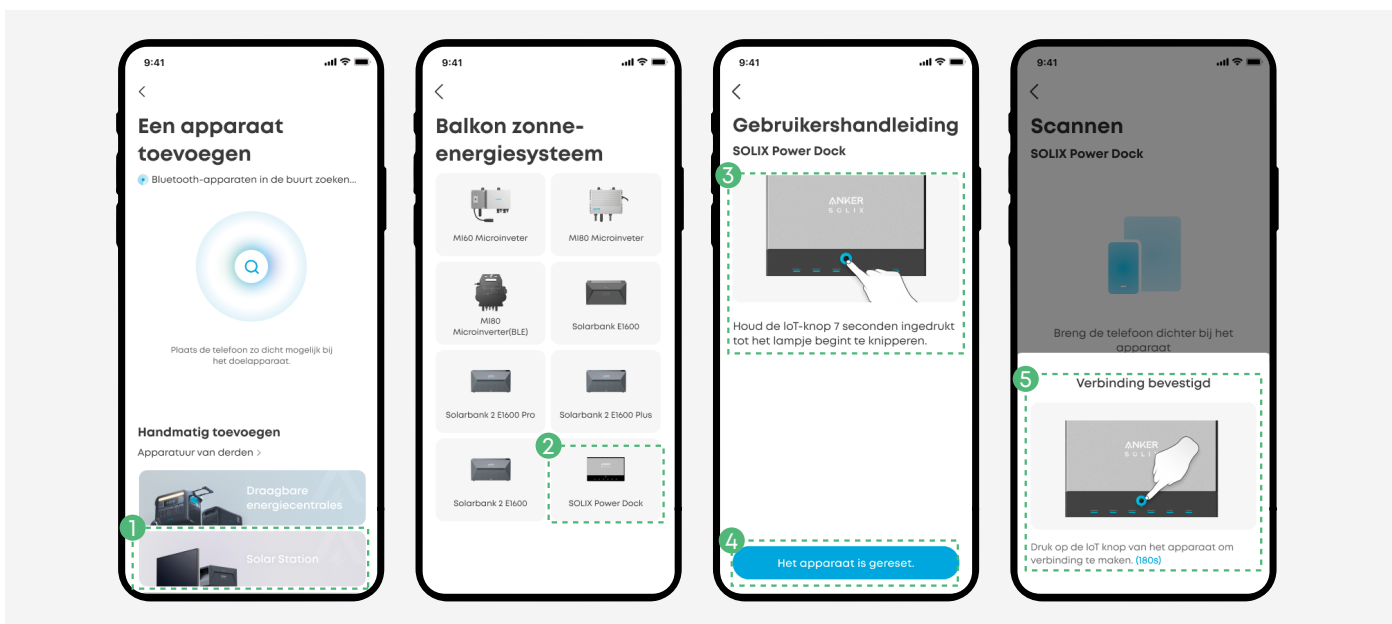 9:41
Een apparaat
toevoegen
Bluetooth-apparaten in de buurt zoeken...
Plaats de telefoon zo dicht mogelijk bij
het doelapparaat.
Handmatig toevoegen
Apparatuur van derden >
Draagbare
energiecentrales
1
Solar Station
9:41
Balkon zonne-
energiesysteem
MI60 Microinveter
MI80 Microinveter
MI80
Microinverter(BLE)
Solarbank E1600
Solarbank 2 E1600 Pro
Solarbank 2 E1600 Plus
2
Solarbank 2 E1600
SOLIX Power Dock
9:41
Gebruikershandleiding
SOLIX Power Dock
3
ANKER
SOLIX
Houd de IoT-knop 7 seconden ingedrukt
tot het lampje begint te knipperen.
4
Het apparaat is gereset.
9:41
Scannen
SOLIX Power Dock
Breng de telefoon dichter bij het
apparaat
5
Verbinding bevestigd
ANKER
SOLI
Druk op de IoT knop van het apparaat om
verbinding te maken. (180s)